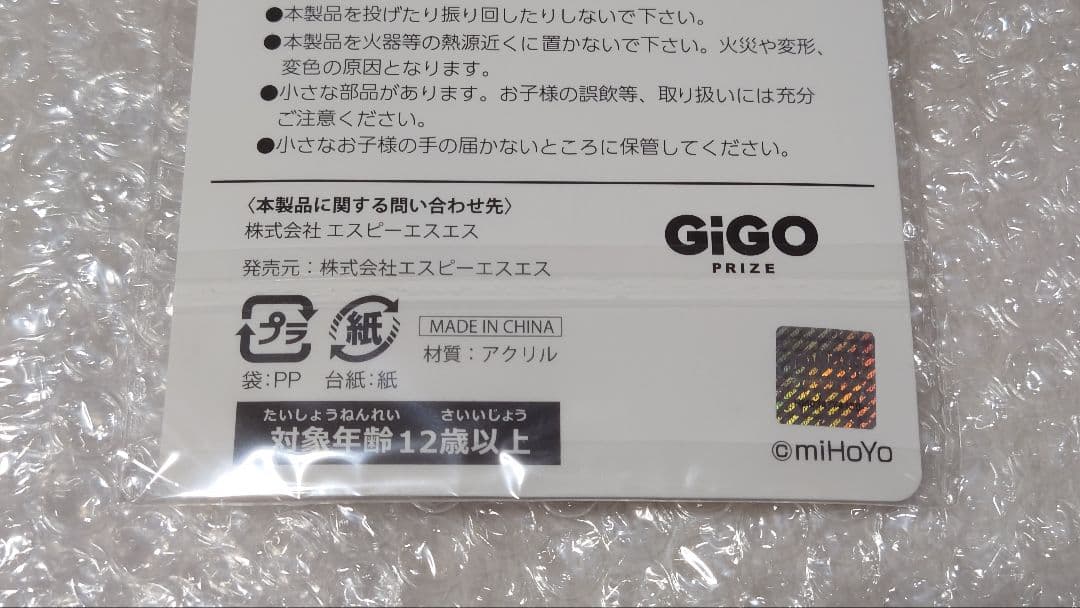 ●本製品を投げたり振り回したりしないで下さい。
●本製品を火器等の熱源近くに置かないで下さい。火災や変形、
変色の原因となります。
●小さな部品があります。お子様の誤飲等、取り扱いには充分
ご注意ください。
●小さなお子様の手の届かないところに保管してください。
〈本製品に関する問い合わせ先〉
株式会社 エスピーエスエス
発売元：株式会社エスピーエスエス
GiGO
PRIZE
プラ
紙
MADE IN CHINA
材質：アクリル
袋:PP 台紙:紙
たいしょうねんれい さいいじょう
対象年齢12歳以上
©miHoYo